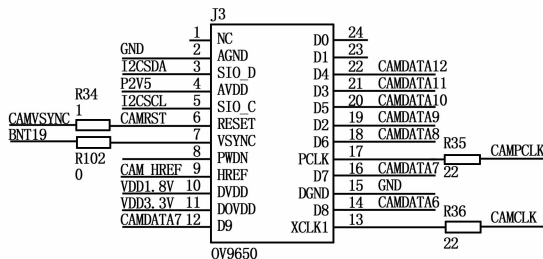 J3
1 NC D0 24
GND 2 AGND D1 23
I2CSDA 3 SIO_D D4 22 CAMDATA12
P2V5 4 AVDD D3 21 CAMDATA11
I2CSCL 5 SIO_C D5 20 CAMDATA10
R34 1 CAMVSYNC CAMRST 6 RESET D2 19 CAMDATA9
BNT19 7 VSYNC D6 18 CAMDATA8
R102 0 8 PWDN PCLK 17 R35 22 CAMPCLK
CAM_HREF 9 HREF D7 16 CAMDATA7
VDD1.8V 10 DVDD DGND 15 GND
VDD3.3V 11 DOVDD D8 14 CAMDATA6
CAMDATA7 12 D9 XCLK1 13 R36 22 CAMCLK
OV9650